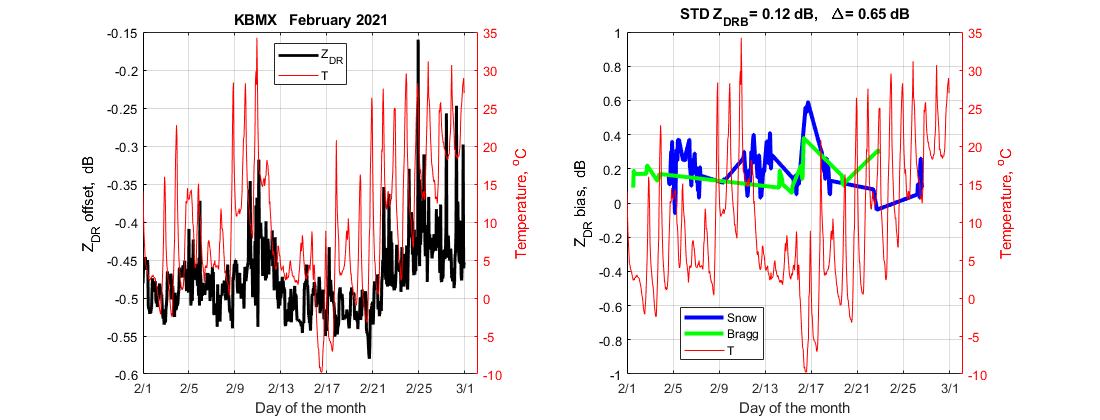 KBMX February 2021
-0.15
-0.2
-0.25
-0.3
-0.35
-0.4
-0.45
-0.5
-0.55
-0.6
Z_DR offset, dB
Z_DR
T
35
30
25
20
15
10
5
0
-5
-10
Temperature, °C
2/1 2/5 2/9 2/13 2/17 2/21 2/25 3/1
Day of the month
STD Z_DRB = 0.12 dB, Δ = 0.65 dB
1
0.8
0.6
0.4
0.2
0
-0.2
-0.4
-0.6
-0.8
-1
Z_DR bias, dB
Snow
Bragg
T
35
30
25
20
15
10
5
0
-5
-10
Temperature, °C
2/1 2/5 2/9 2/13 2/17 2/21 2/25 3/1
Day of the month